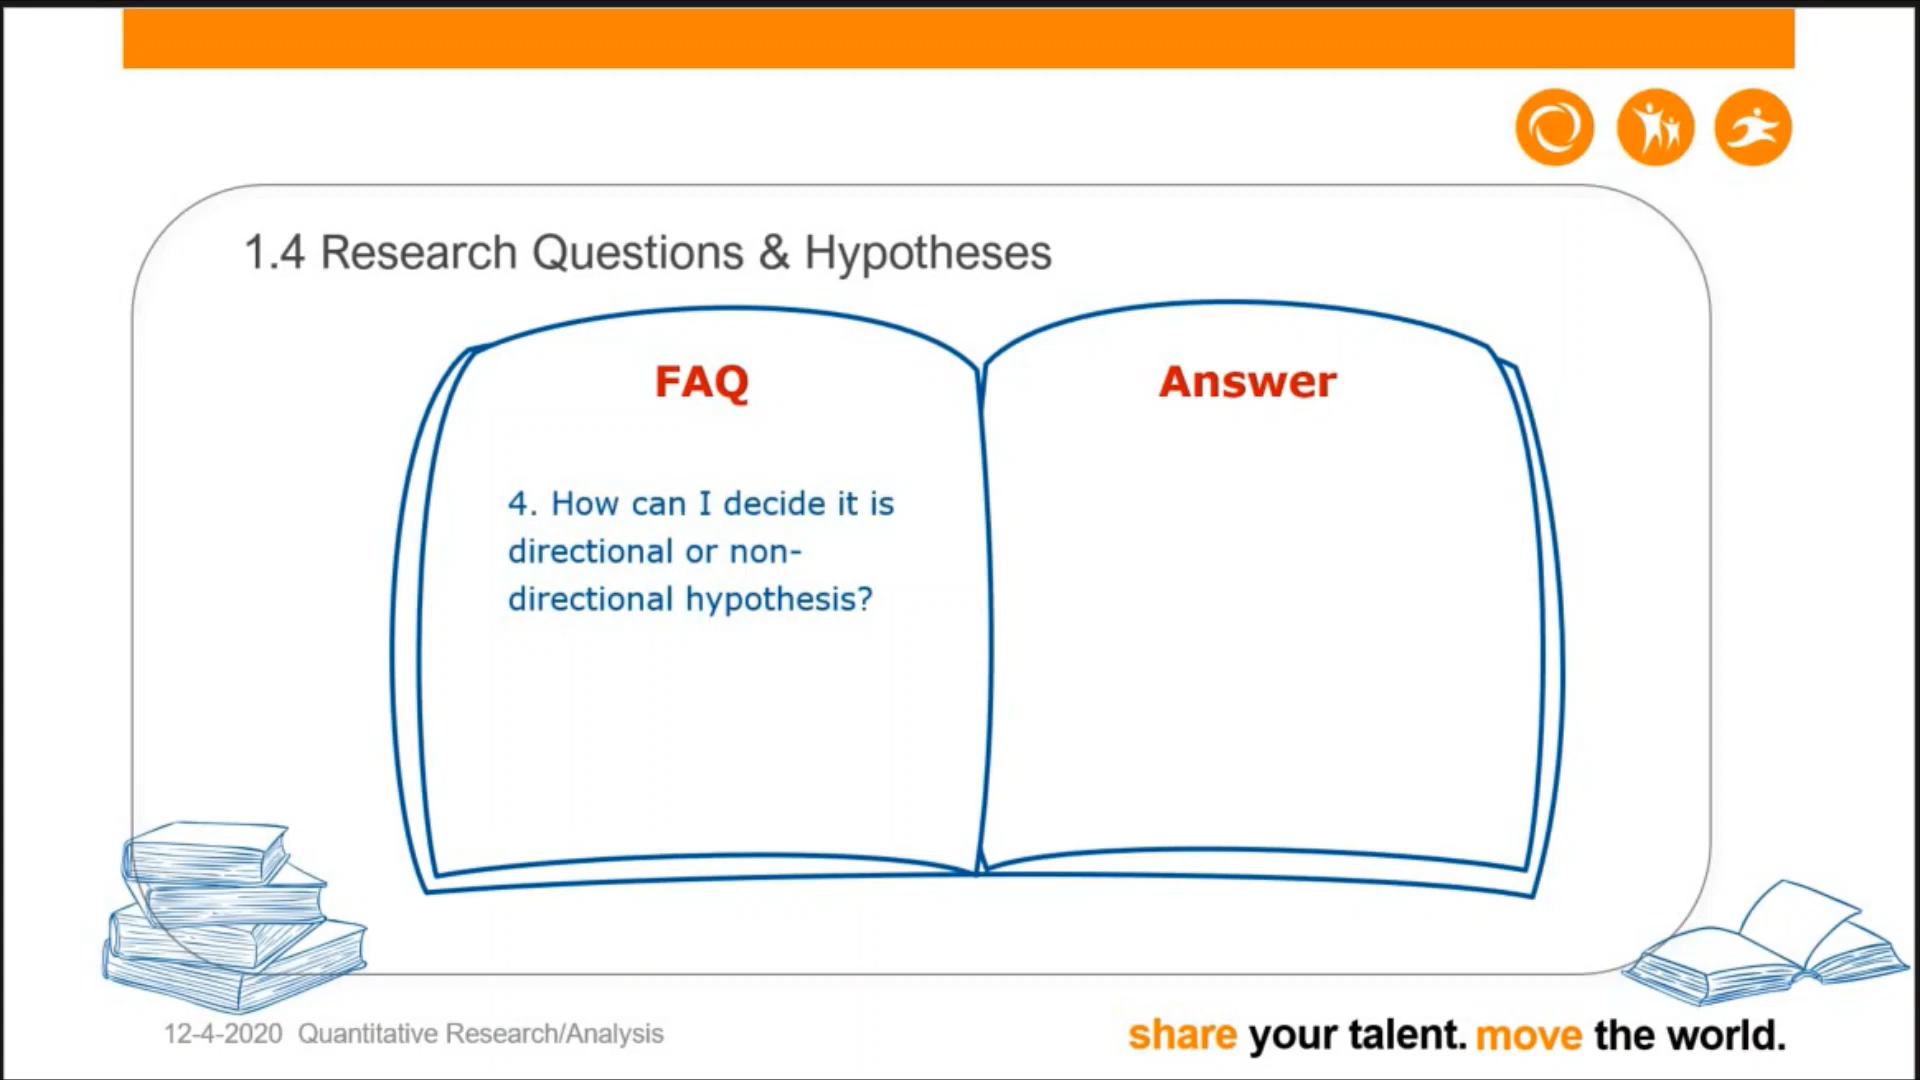 1.4 Research Questions & Hypotheses
FAQ
4. How can I decide it is
directional or non-
directional hypothesis?
Answer
12-4-2020 Quantitative Research/Analysis
share your talent. move the world.